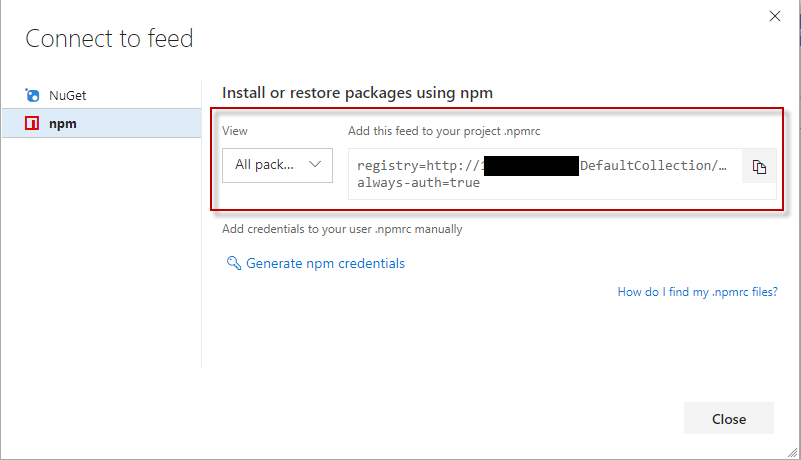 Connect to feed
NuGet
npm
Install or restore packages using npm
View
Add this feed to your project .npmrc
All pack...
registry=http://DefaultCollection/…
always-auth=true
Add credentials to your user .npmrc manually
Generate npm credentials
How do I find my .npmrc files?
Close